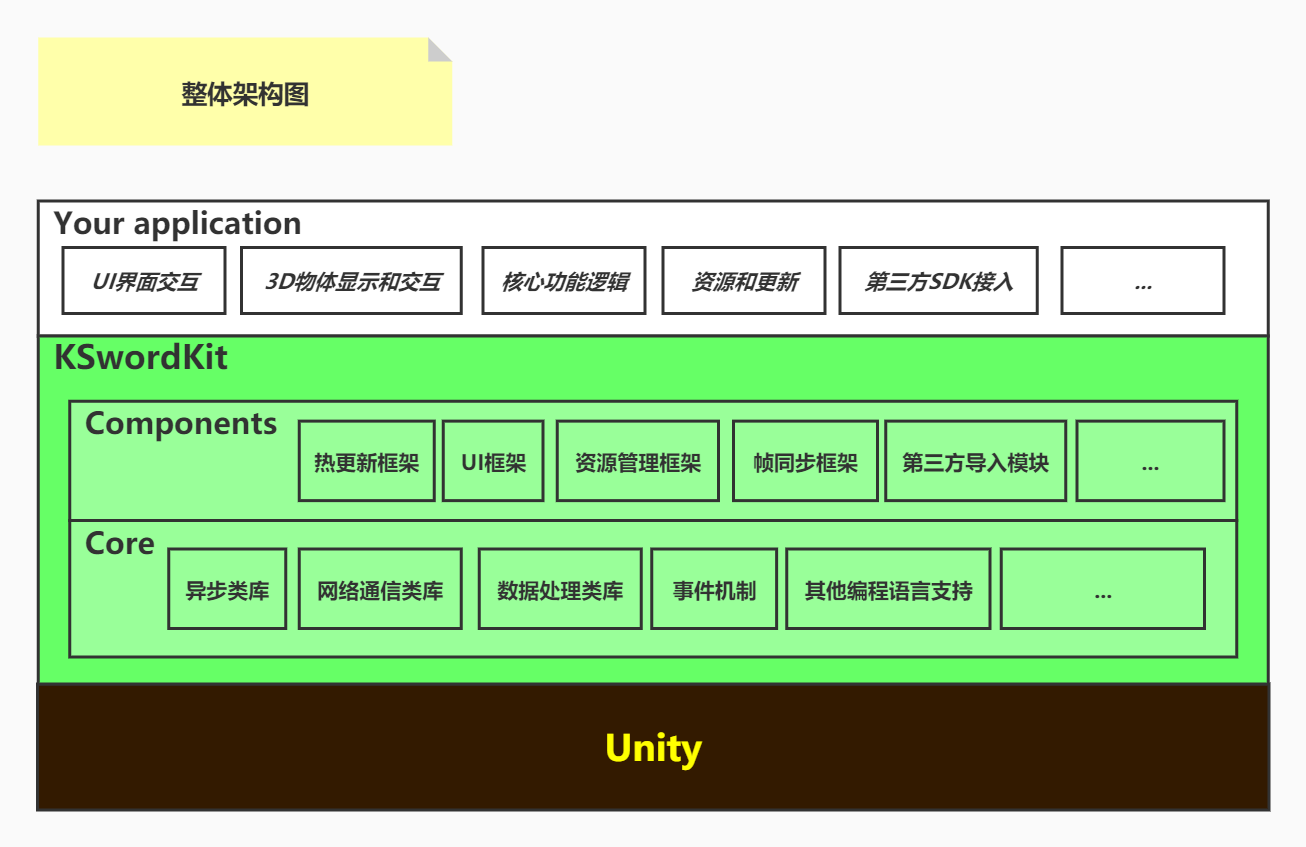 整体架构图
Your application
UI界面交互
3D物体显示和交互
核心功能逻辑
资源和更新
第三方SDK接入
...
KSwordKit
Components
热更新框架
UI框架
资源管理框架
帧同步框架
第三方导入模块
...
Core
异步类库
网络通信类库
数据处理类库
事件机制
其他编程语言支持
...
Unity